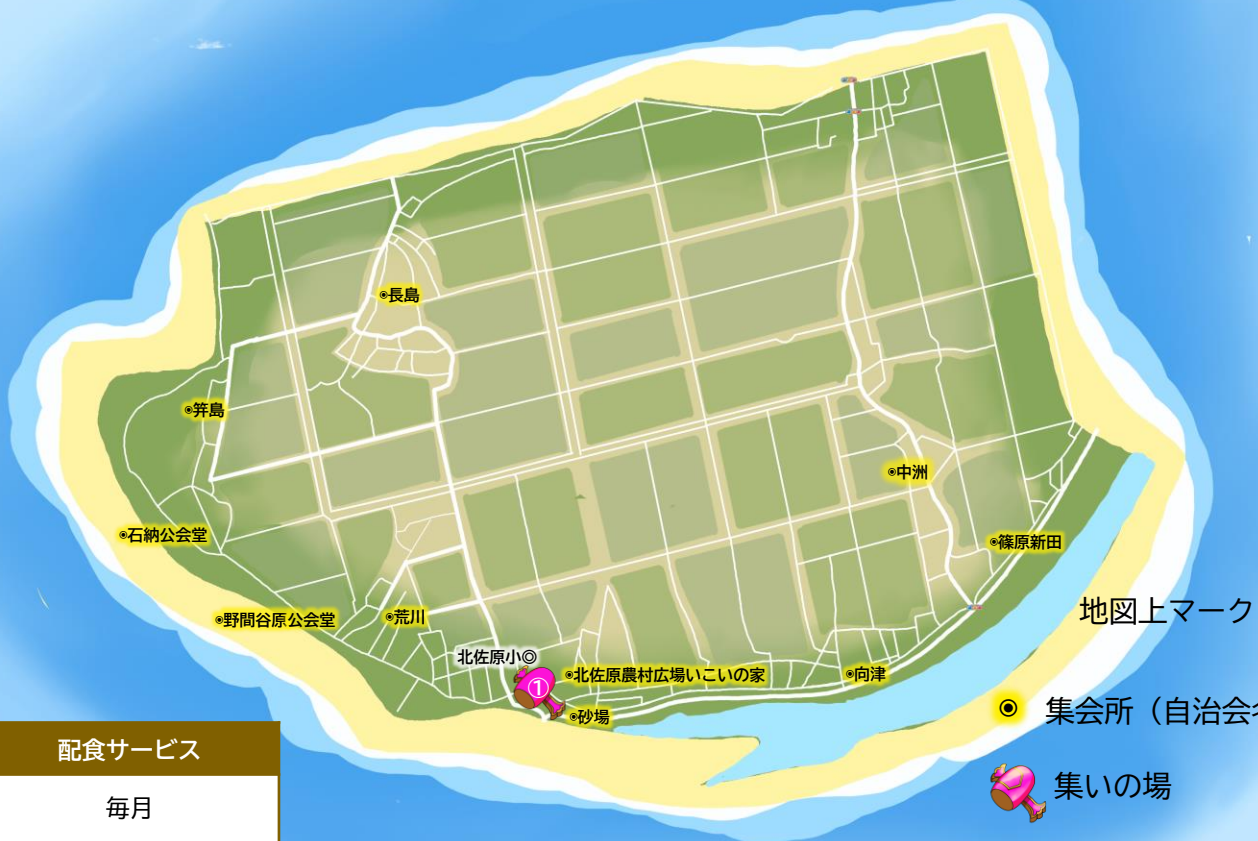 ◉長島
◉笄島
◉中洲
◉石納公会堂
◉篠原新田
◉野間谷原公会堂
◉荒川
北佐原小◎
①
◉北佐原農村広場いこいの家
◉向津
◉砂場
地図上マーク
◉ 集会所（自治会名
集いの場
配食サービス
毎月